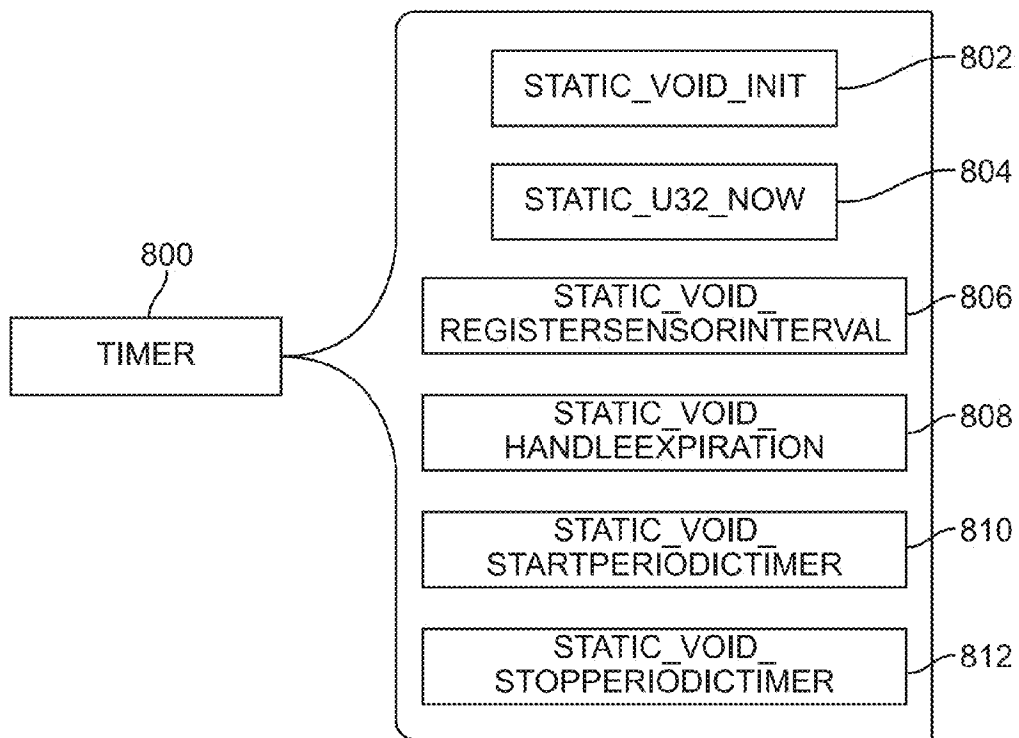 802
STATIC_VOID_INIT
804
STATIC_U32_NOW
800
TIMER
STATIC_VOID_
REGISTERSENSORINTERVAL
806
STATIC_VOID_
HANDLEEXPIRATION
808
STATIC_VOID_
STARTPERIODICTIMER
810
STATIC_VOID_
STOPPERIODICTIMER
812